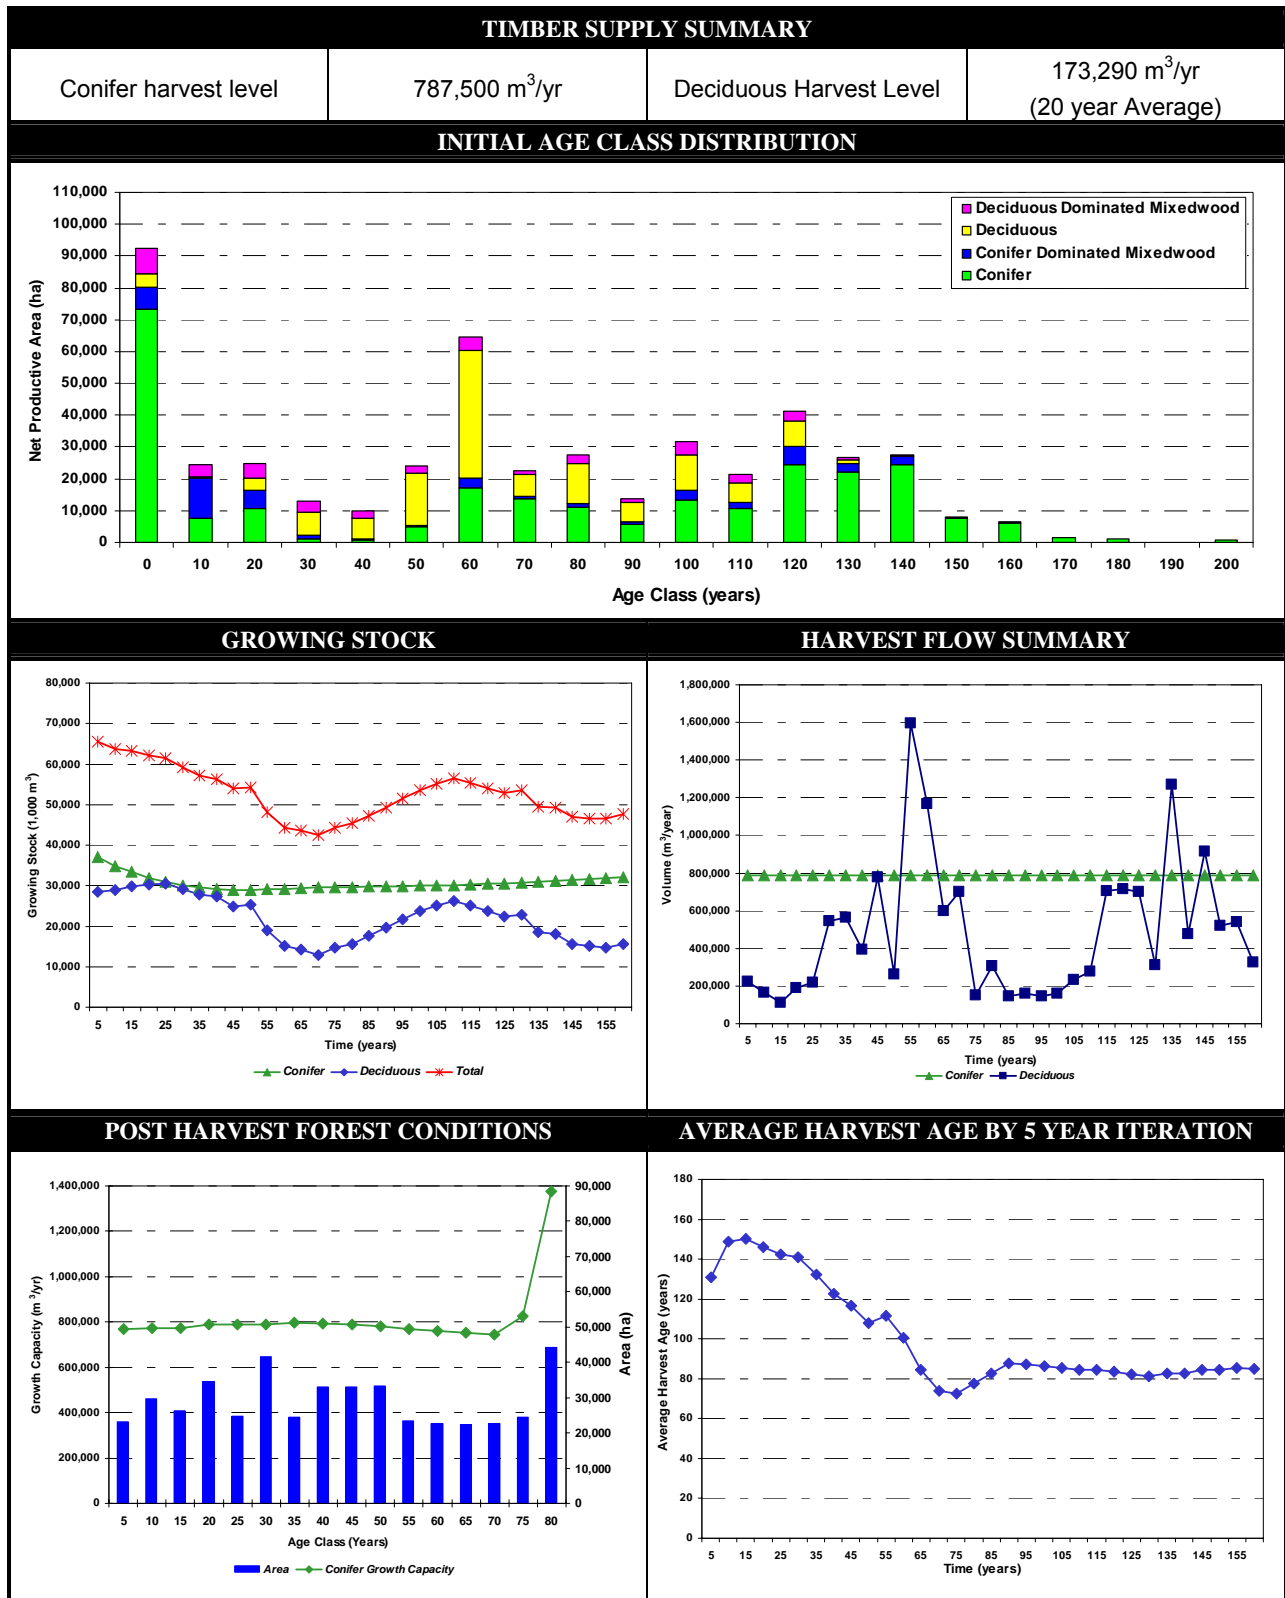 TIMBER SUPPLY SUMMARY
Conifer harvest level
787,500 m³/yr
Deciduous Harvest Level
173,290 m³/yr
(20 year Average)
INITIAL AGE CLASS DISTRIBUTION
110,000
100,000
90,000
80,000
70,000
60,000
50,000
40,000
30,000
20,000
10,000
0
Net Productive Area (ha)
Deciduous Dominated Mixedwood
Deciduous
Conifer Dominated Mixedwood
Conifer
0 10 20 30 40 50 60 70 80 90 100 110 120 130 140 150 160 170 180 190 200
Age Class (years)
GROWING STOCK
80,000
70,000
60,000
50,000
40,000
30,000
20,000
10,000
0
Growing Stock (1,000 m³)
5 15 25 35 45 55 65 75 85 95 105 115 125 135 145 155
Time (years)
Conifer Deciduous Total
HARVEST FLOW SUMMARY
1,800,000
1,600,000
1,400,000
1,200,000
1,000,000
800,000
600,000
400,000
200,000
0
Volume (m³/year)
5 15 25 35 45 55 65 75 85 95 105 115 125 135 145 155
Time (years)
Conifer Deciduous
POST HARVEST FOREST CONDITIONS
1,400,000
1,200,000
1,000,000
800,000
600,000
400,000
200,000
0
Growth Capacity (m³/yr)
90,000
80,000
70,000
60,000
50,000
40,000
30,000
20,000
10,000
0
Area (ha)
5 10 15 20 25 30 35 40 45 50 55 60 65 70 75 80
Age Class (Years)
Area Conifer Growth Capacity
AVERAGE HARVEST AGE BY 5 YEAR ITERATION
180
160
140
120
100
80
60
40
20
0
Average Harvest Age (years)
5 15 25 35 45 55 65 75 85 95 105 115 125 135 145 155
Time (years)